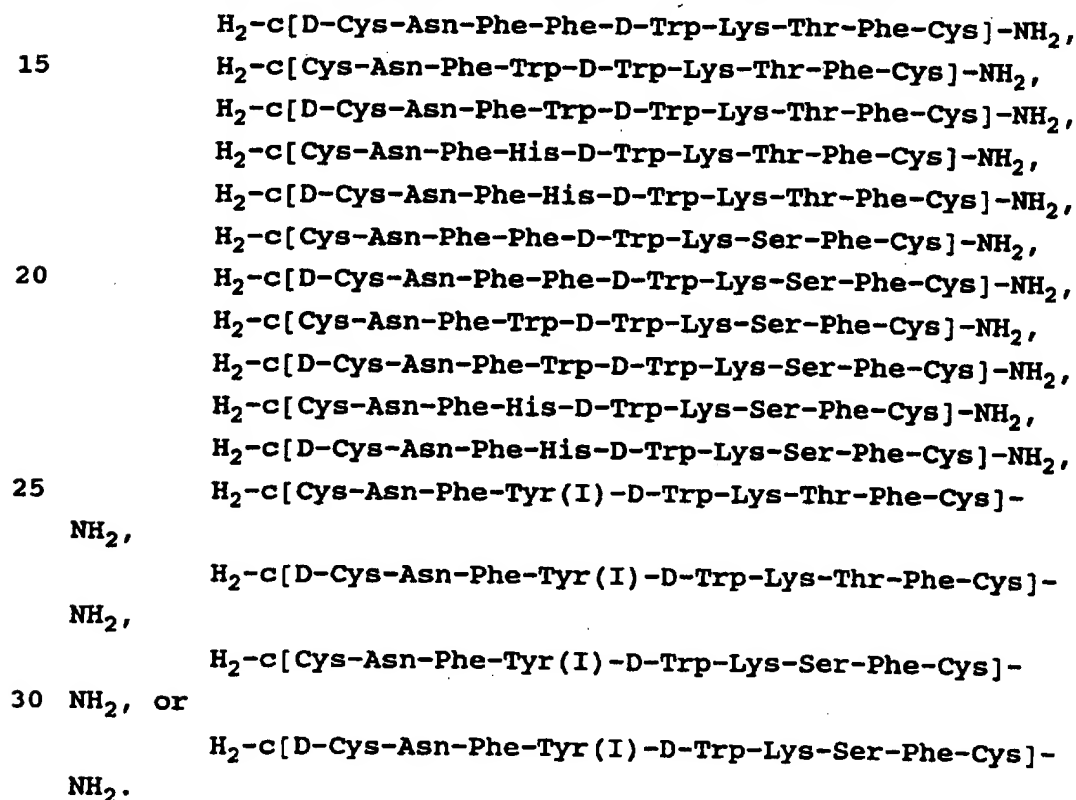 H₂-c[D-Cys-Asn-Phe-Phe-D-Trp-Lys-Thr-Phe-Cys]-NH₂,
15 H₂-c[Cys-Asn-Phe-Trp-D-Trp-Lys-Thr-Phe-Cys]-NH₂,
H₂-c[D-Cys-Asn-Phe-Trp-D-Trp-Lys-Thr-Phe-Cys]-NH₂,
H₂-c[Cys-Asn-Phe-His-D-Trp-Lys-Thr-Phe-Cys]-NH₂,
H₂-c[D-Cys-Asn-Phe-His-D-Trp-Lys-Thr-Phe-Cys]-NH₂,
H₂-c[Cys-Asn-Phe-Phe-D-Trp-Lys-Ser-Phe-Cys]-NH₂,
20 H₂-c[D-Cys-Asn-Phe-Phe-D-Trp-Lys-Ser-Phe-Cys]-NH₂,
H₂-c[Cys-Asn-Phe-Trp-D-Trp-Lys-Ser-Phe-Cys]-NH₂,
H₂-c[D-Cys-Asn-Phe-Trp-D-Trp-Lys-Ser-Phe-Cys]-NH₂,
H₂-c[Cys-Asn-Phe-His-D-Trp-Lys-Ser-Phe-Cys]-NH₂,
H₂-c[D-Cys-Asn-Phe-His-D-Trp-Lys-Ser-Phe-Cys]-NH₂,
25 H₂-c[Cys-Asn-Phe-Tyr(I)-D-Trp-Lys-Thr-Phe-Cys]-
NH₂,
H₂-c[D-Cys-Asn-Phe-Tyr(I)-D-Trp-Lys-Thr-Phe-Cys]-
NH₂,
H₂-c[Cys-Asn-Phe-Tyr(I)-D-Trp-Lys-Ser-Phe-Cys]-
30 NH₂, or
H₂-c[D-Cys-Asn-Phe-Tyr(I)-D-Trp-Lys-Ser-Phe-Cys]-
NH₂.